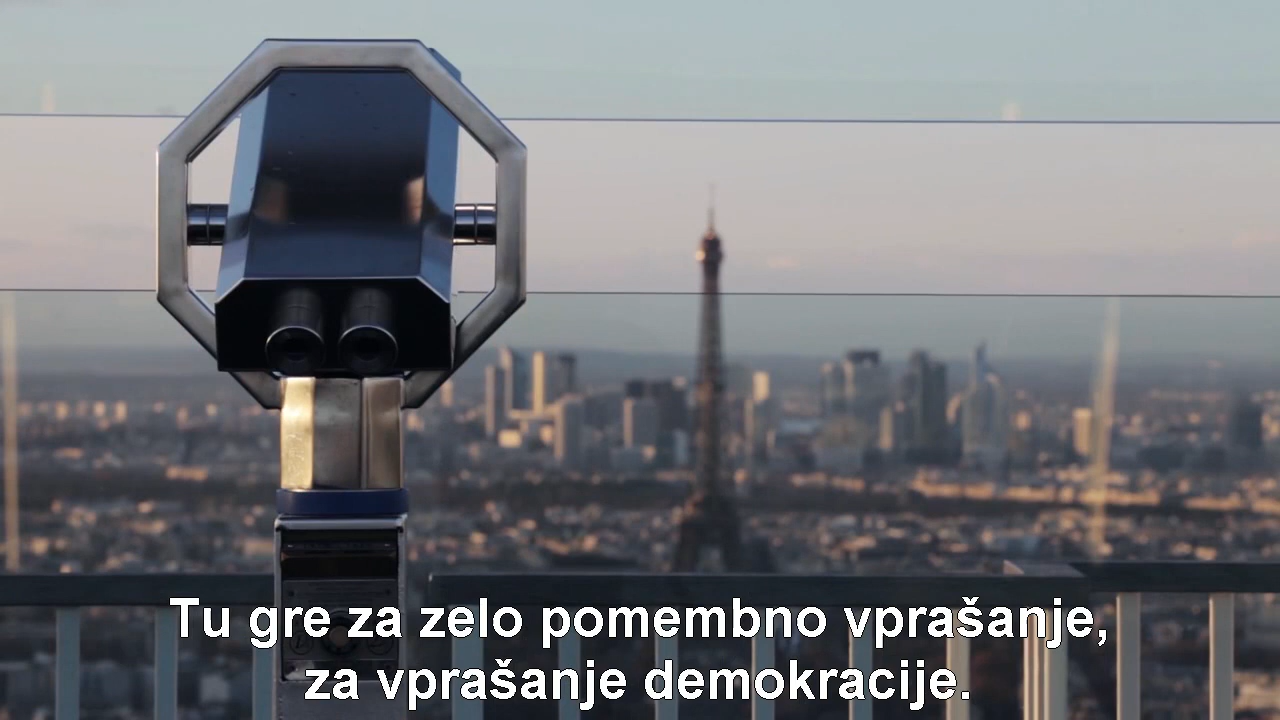 Tu gre za zelo pomembno vprašanje,
za vprašanje demokracije.